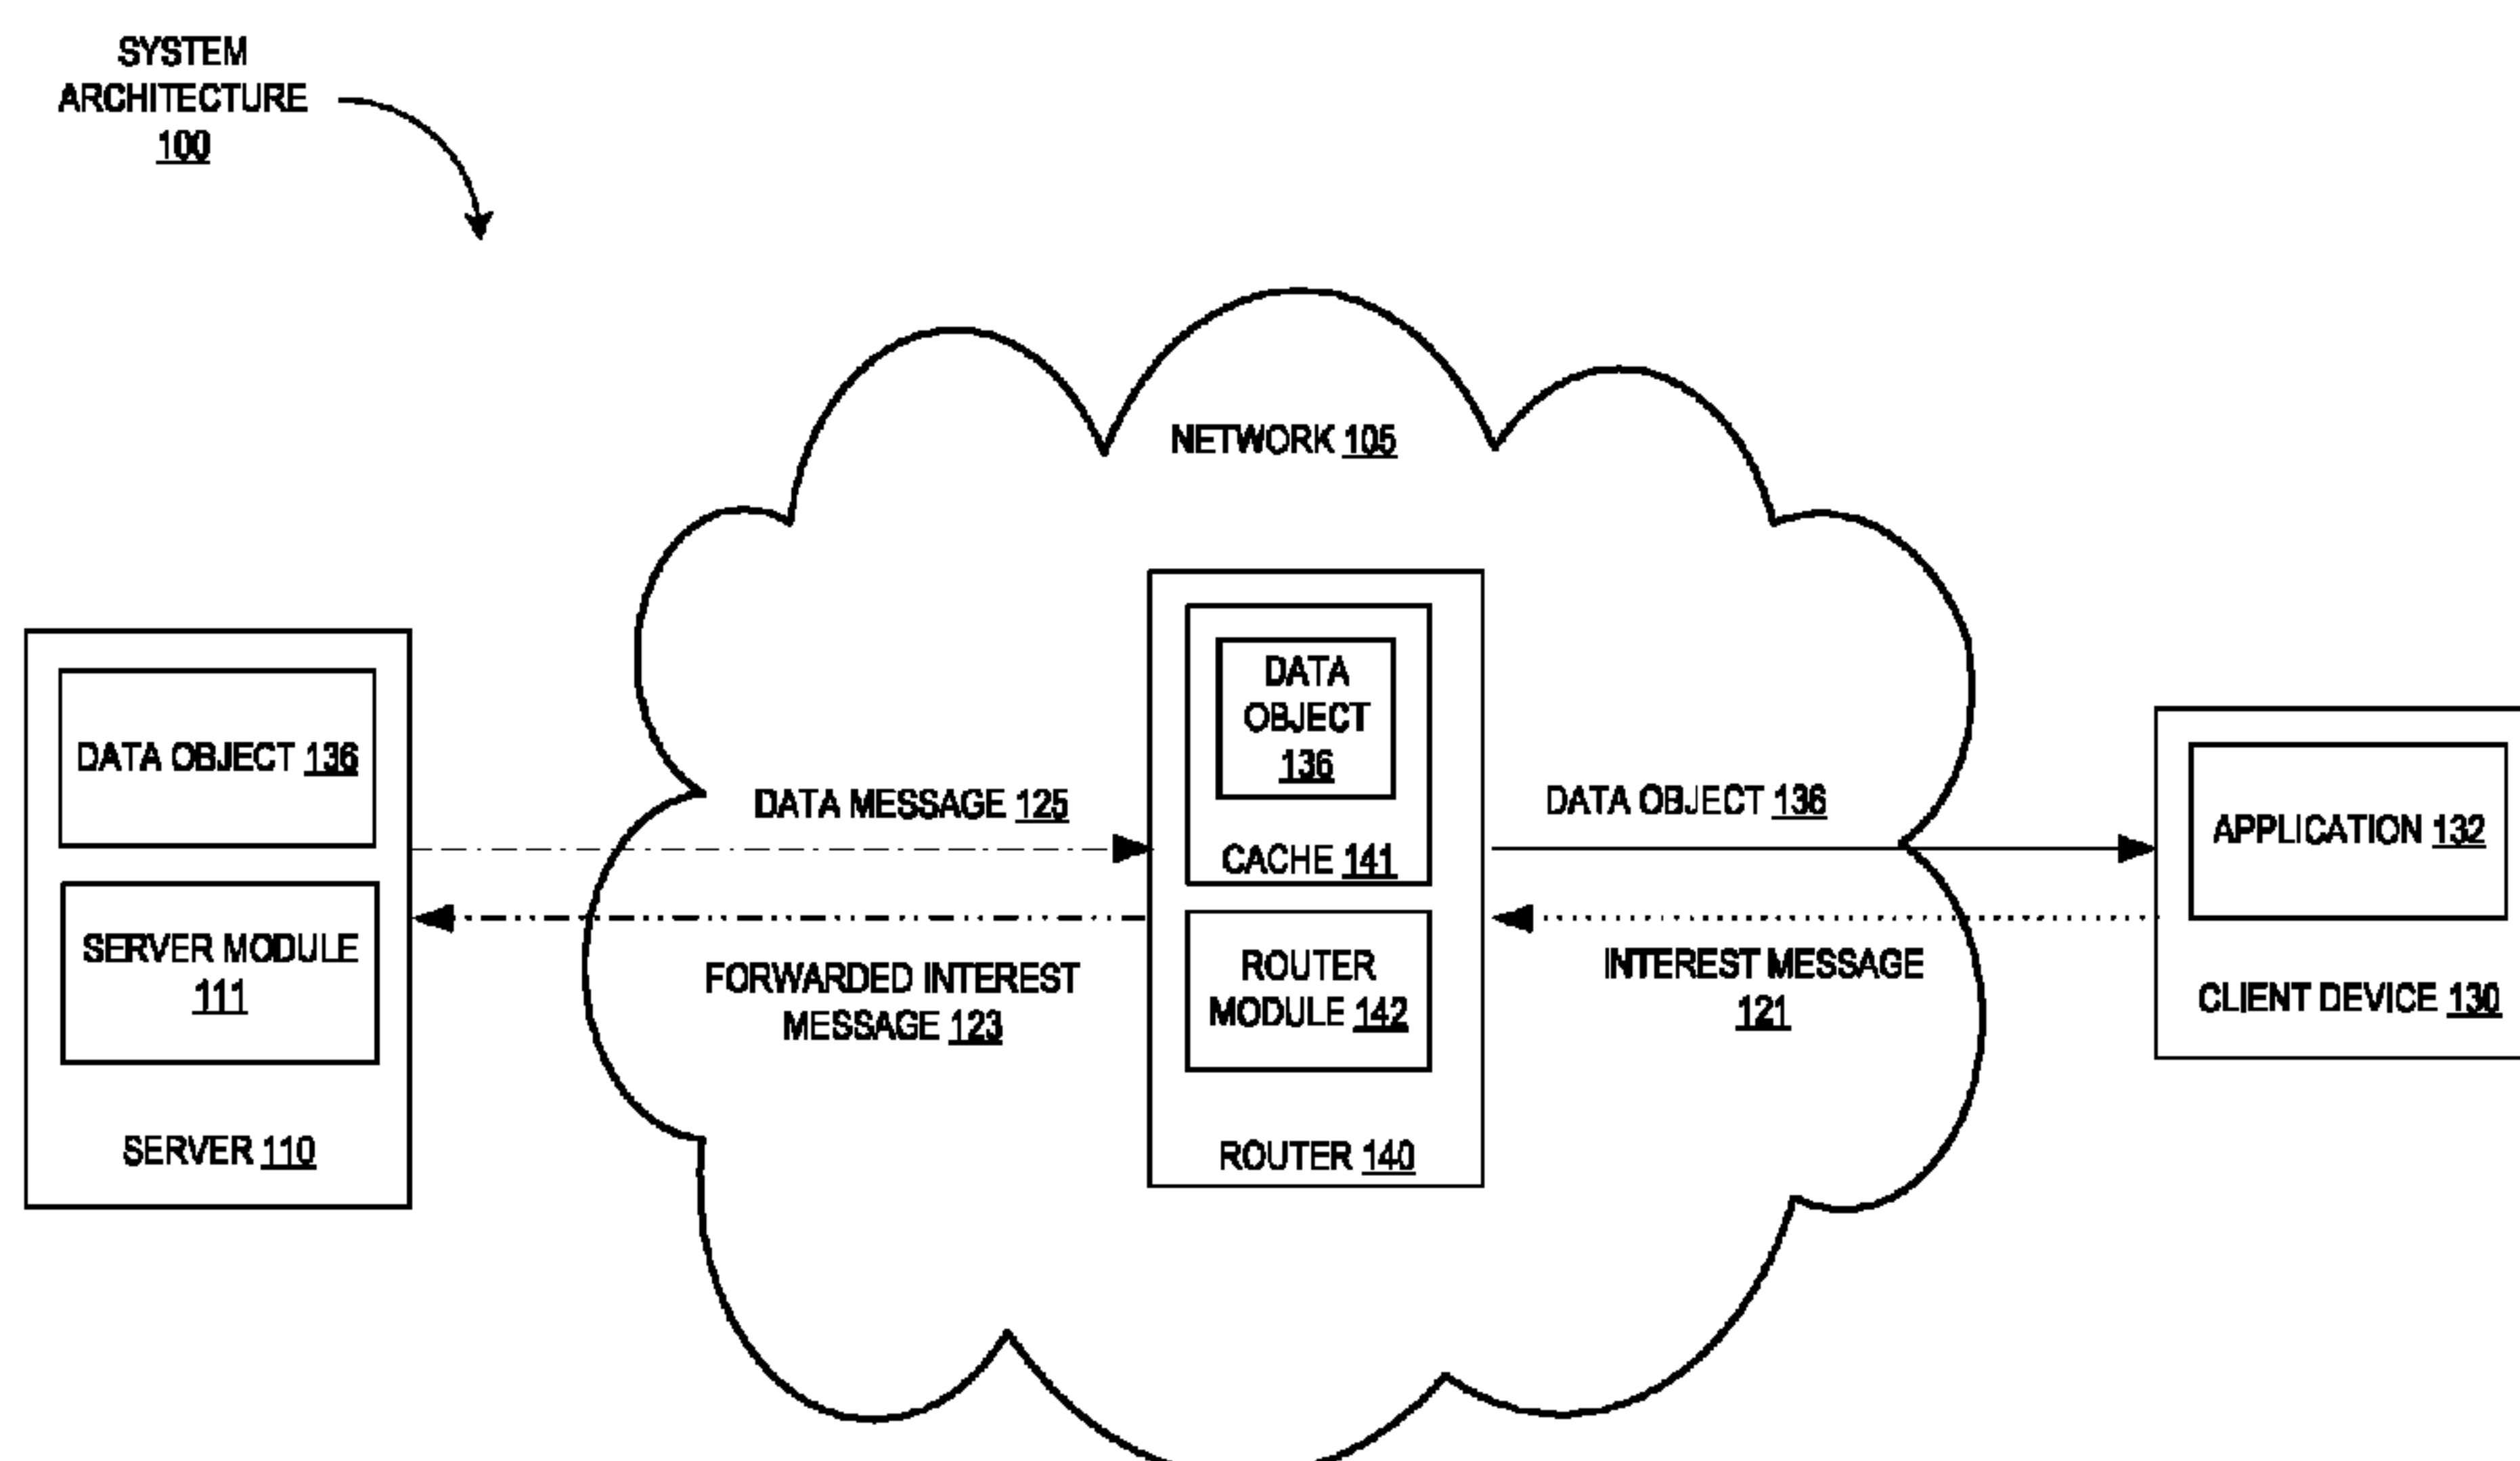 SYSTEM
ARCHITECTURE
100
NETWORK 105
DATA OBJECT 136
SERVER MODULE
111
SERVER 110
DATA MESSAGE 125
FORWARDED INTEREST
MESSAGE 123
DATA
OBJECT
136
CACHE 141
ROUTER
MODULE 142
ROUTER 140
DATA OBJECT 136
INTEREST MESSAGE
121
APPLICATION 132
CLIENT DEVICE 130